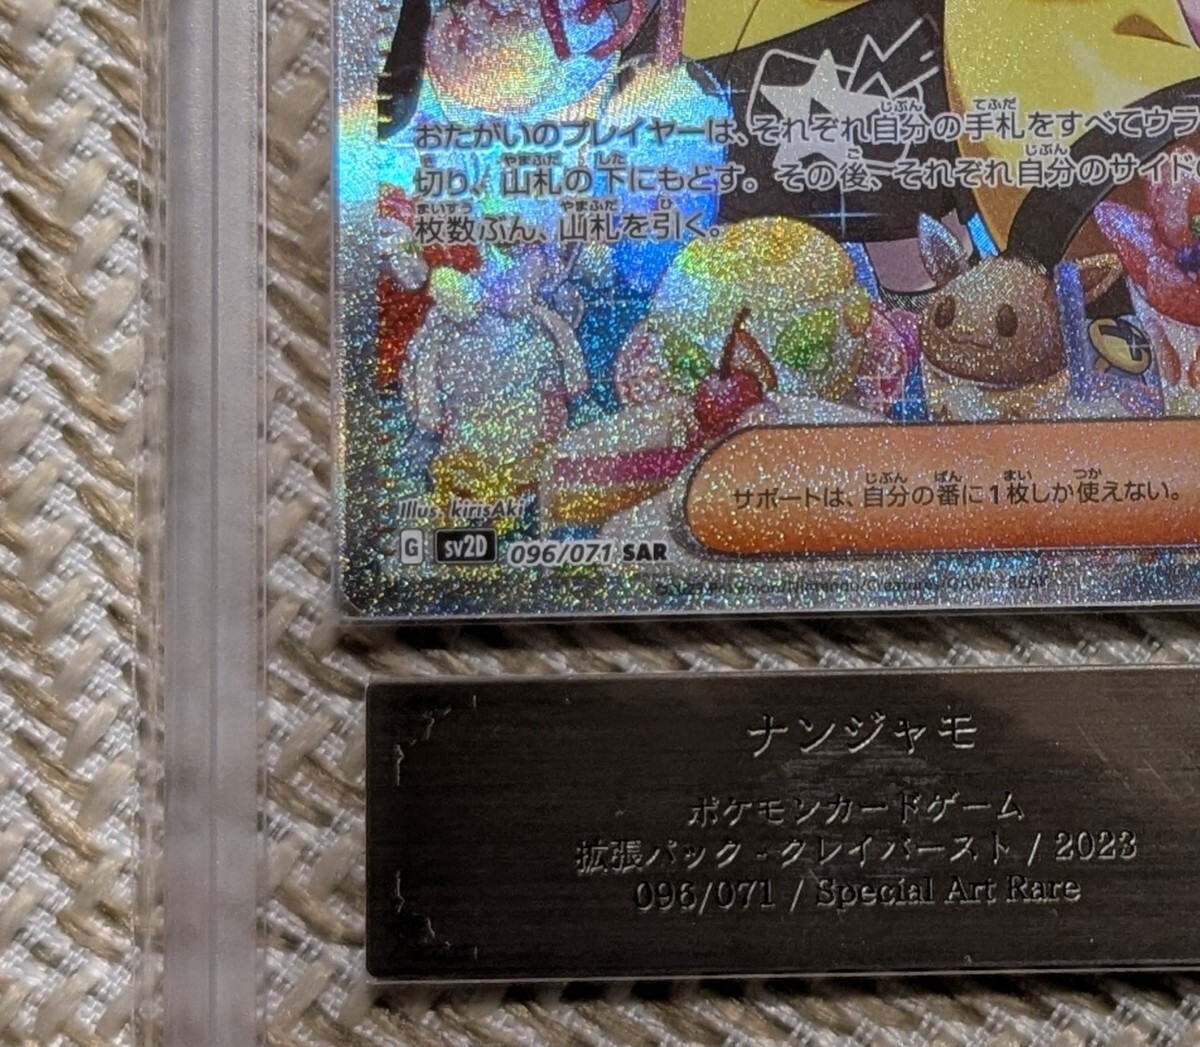 おたがいのプレイヤーは、それぞれ自分の手札をすべてウラ
切り、山札の下にもどす。その後、それぞれ自分のサイドの
枚数ぶん、山札を引く。
サポートは、自分の番に1枚しか使えない。
Illus. kirisAki
G sv2D 096/071 SAR
ナンジャモ
ポケモンカードゲーム
拡張パック - クレイバースト / 2023
096/071 / Special Art Rare